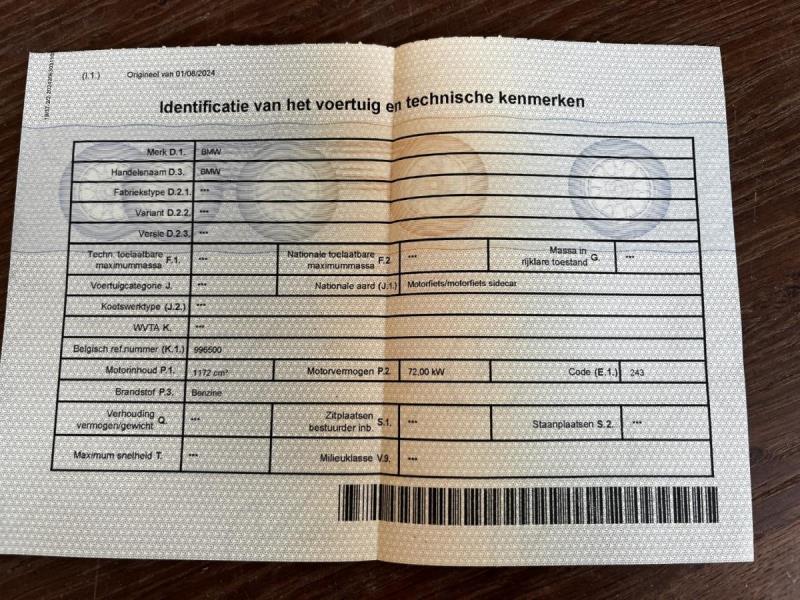 (I.1.) Origineel van 01/08/2024
Identificatie van het voertuig en technische kenmerken
Merk D.1. BMW
Handelsnaam D.3. BMW
Fabriekstype D.2.1. ***
Variant D.2.2. ***
Versie D.2.3. ***
Techn. toelaatbare maximummassa F.1. *** Nationale toelaatbare maximummassa F.2. *** Massa in rijklare toestand G. ***
Voertuigcategorie J. *** Nationale aard (J.1.) Motorfiets/motorfiets sidecar
Koetswerktype (J.2.) ***
WVTA K. ***
Belgisch ref.nummer (K.1.) 996500
Motorinhoud P.1. 1172 cm³ Motorvermogen P.2. 72,00 kW Code (E.1.) 243
Brandstof P.3. Benzine
Verhouding vermogen/gewicht Q. *** Zitplaatsen bestuurder inb. S.1. *** Staanplaatsen S.2. ***
Maximum snelheid T. *** Milieuklasse V.9. ***